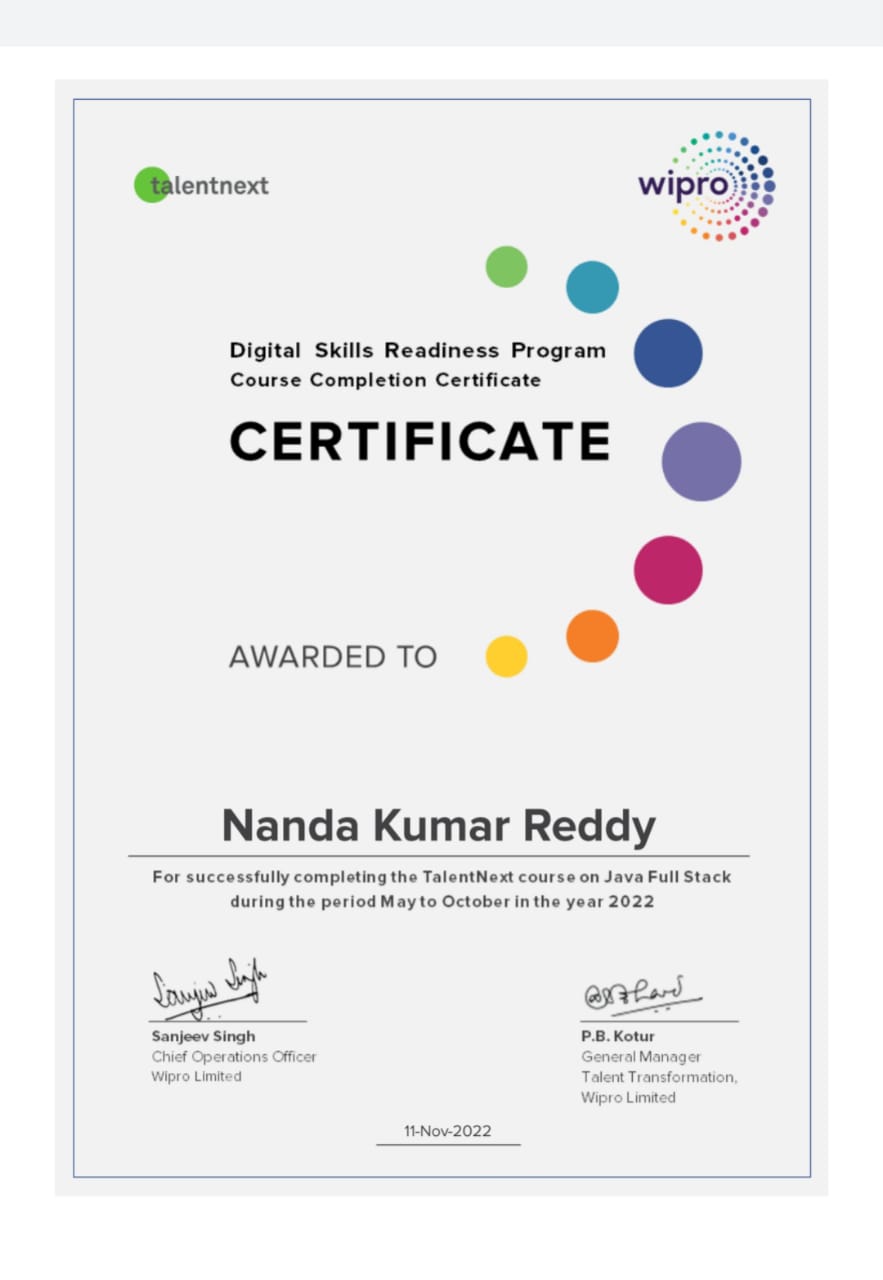 talentnext
wipro
Digital Skills Readiness Program
Course Completion Certificate
CERTIFICATE
AWARDED TO
Nanda Kumar Reddy
For successfully completing the TalentNext course on Java Full Stack
during the period May to October in the year 2022
Sanjeev Singh
Sanjeev Singh
Chief Operations Officer
Wipro Limited
P.B. Kotur
General Manager
Talent Transformation,
Wipro Limited
11-Nov-2022